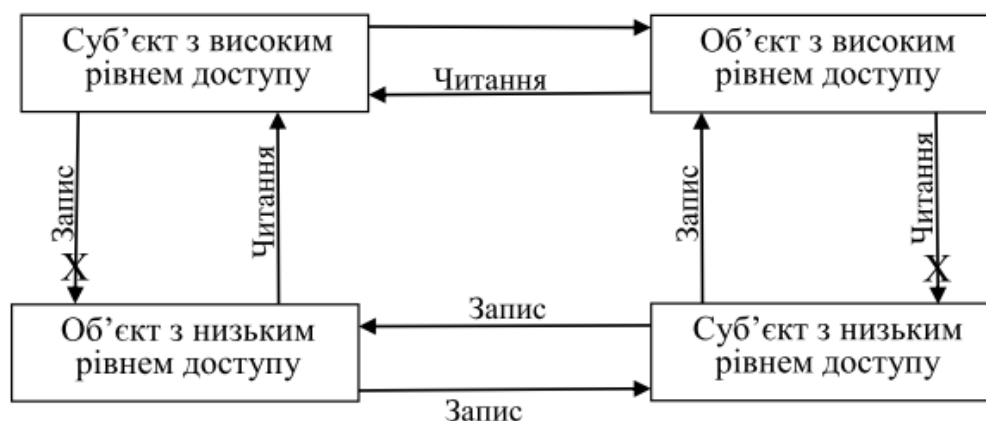 Суб’єкт з високим
рівнем доступу
Об’єкт з високим
рівнем доступу
Читання
Запис
Читання
Запис
Читання
X
X
Об’єкт з низьким
рівнем доступу
Запис
Суб’єкт з низьким
рівнем доступу
Запис